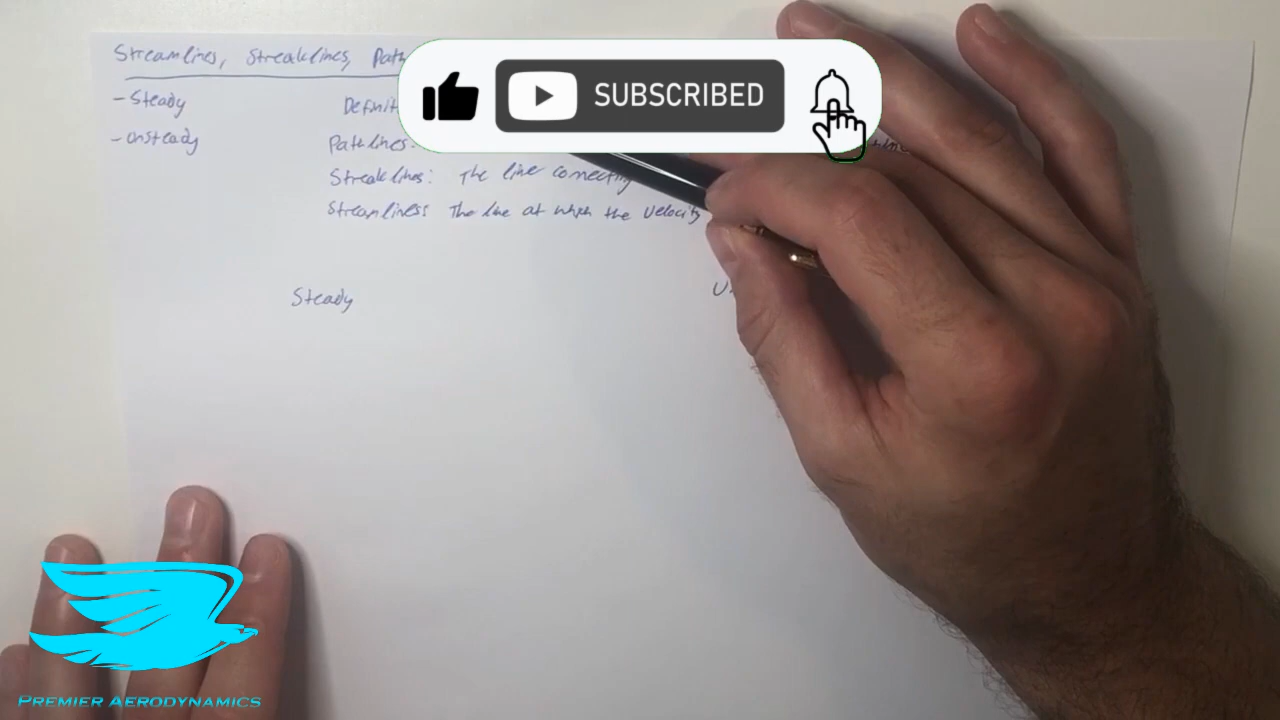 Streamlines, Streaklines, Path
SUBSCRIBED
- Steady
Definit
- Unsteady
Pathlines:
Streaklines: The line connecting
Streamlines: The line at which the velocity
Steady
U
PREMIER AERODYNAMICS